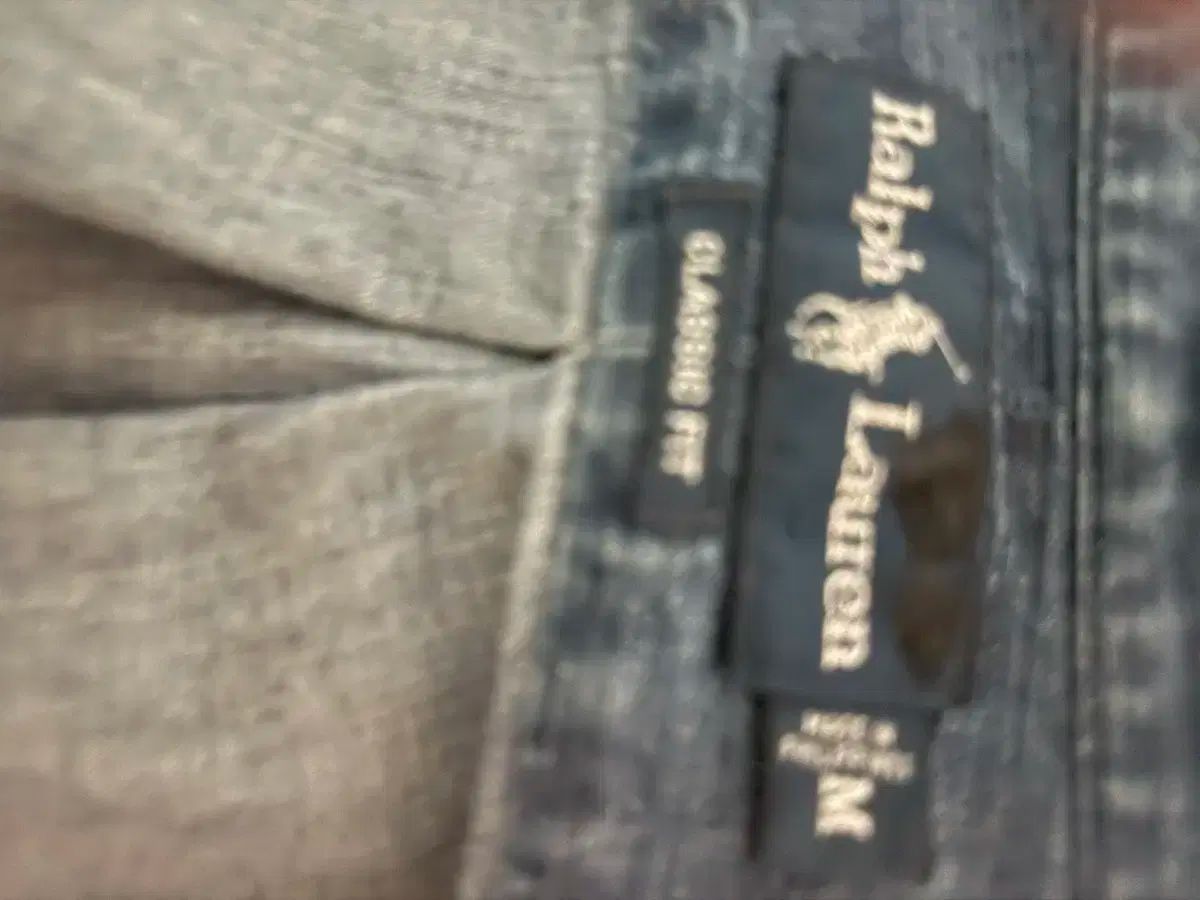 Ralph Lauren
CLASSIC FIT
M